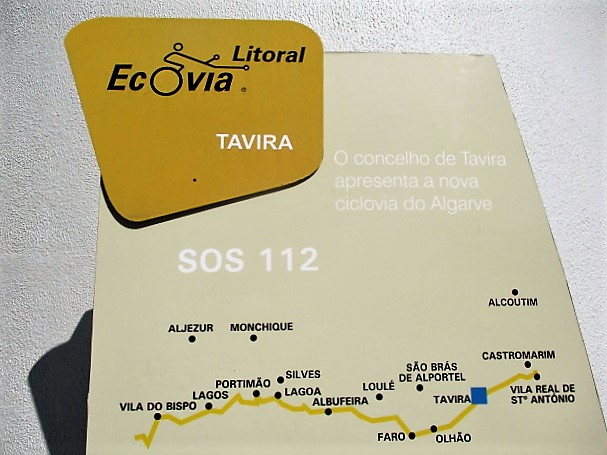 Litoral
Ecovia ®
TAVIRA
O concelho de Tavira
apresenta a nova
ciclovia do Algarve
SOS 112
ALCOUTIM
ALJEZUR
MONCHIQUE
CASTROMARIM
SÃO BRÁS
DE ALPORTEL
SILVES
PORTIMÃO
LOULÉ
LAGOS
LAGOA
TAVIRA
VILA REAL DE
STº ANTÓNIO
VILA DO BISPO
ALBUFEIRA
FARO
OLHÃO